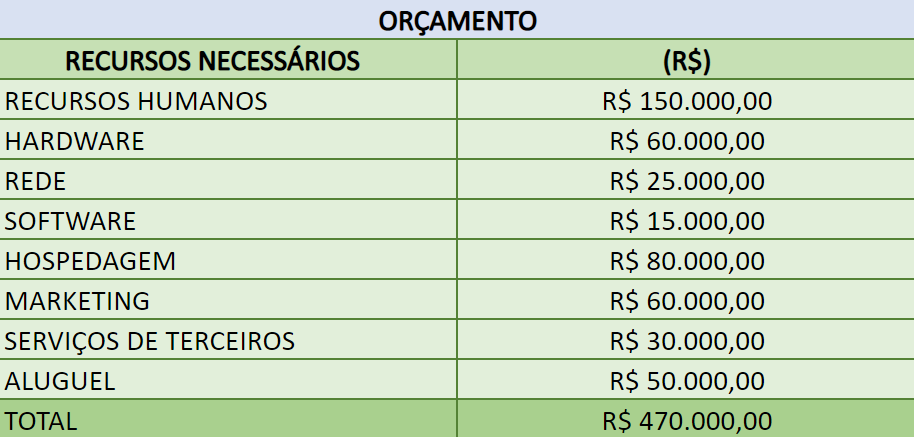 ORÇAMENTO
RECURSOS NECESSÁRIOS (R$)
RECURSOS HUMANOS R$ 150.000,00
HARDWARE R$ 60.000,00
REDE R$ 25.000,00
SOFTWARE R$ 15.000,00
HOSPEDAGEM R$ 80.000,00
MARKETING R$ 60.000,00
SERVIÇOS DE TERCEIROS R$ 30.000,00
ALUGUEL R$ 50.000,00
TOTAL R$ 470.000,00